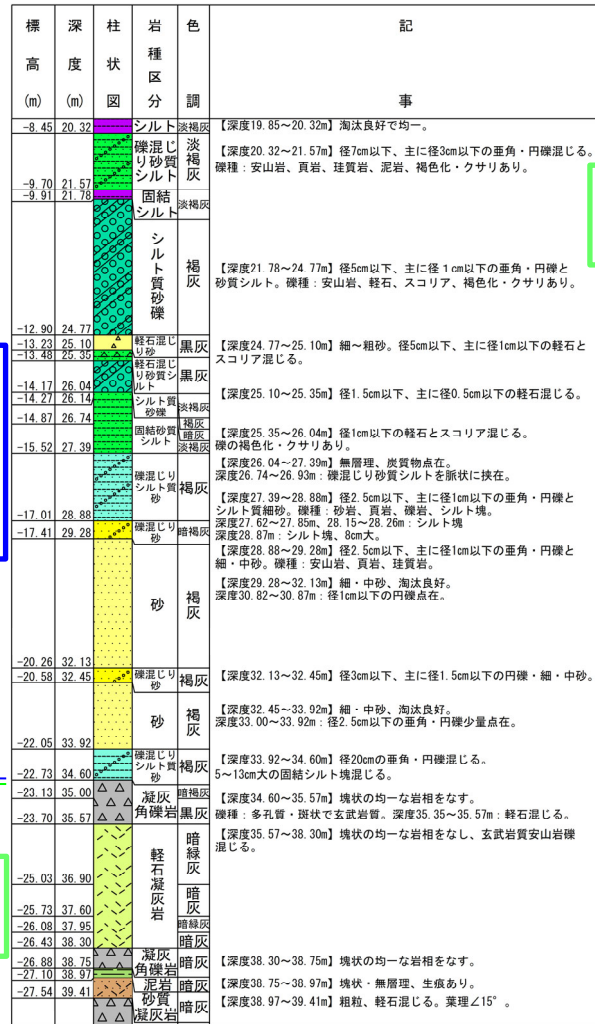 標高(m) 深度(m) 柱状図 岩種区分 色調 記事
-8.45 20.32 シルト 淡褐灰 【深度19.85~20.32m】淘汰良好で均一。
-9.70 21.57 礫混じり砂質シルト 淡褐灰 【深度20.32~21.57m】径7cm以下、主に径3cm以下の亜角・円礫混じる。
礫種：安山岩、頁岩、珪質岩、泥岩、褐色化・クサリあり。
-9.91 21.78 固結シルト 淡褐灰
-12.90 24.77 シルト質砂礫 褐灰 【深度21.78~24.77m】径5cm以下、主に径1cm以下の亜角・円礫と
砂質シルト。礫種：安山岩、軽石、スコリア、褐色化・クサリあり。
-13.23 25.10 軽石混じり砂 黒灰 【深度24.77~25.10m】細~粗砂。径5cm以下、主に径1cm以下の軽石と
スコリア混じる。
-13.48 25.35 軽石混じり砂質シルト 黒灰
-14.17 26.04 【深度25.10~25.35m】径1.5cm以下、主に径0.5cm以下の軽石混じる。
-14.27 26.14 シルト質砂礫 淡褐灰
-14.87 26.74 固結砂質シルト 褐灰 暗灰 淡褐灰 【深度25.35~26.04m】径1cm以下の軽石とスコリア混じる。
礫の褐色化・クサリあり。
-15.52 27.39 【深度26.04~27.39m】無層理、炭質物点在。
深度26.74~26.93m：礫混じり砂質シルトを脈状に挟在。
-17.01 28.88 礫混じりシルト質砂 褐灰 【深度27.39~28.88m】径2.5cm以下、主に径1cm以下の亜角・円礫と
シルト質細砂。礫種：砂岩、頁岩、礫岩、シルト塊。
深度27.62~27.85m、28.15~28.26m：シルト塊
深度28.87m：シルト塊、8cm大。
-17.41 29.28 礫混じり砂 暗褐灰 【深度28.88~29.28m】径2.5cm以下、主に径1cm以下の亜角・円礫と
細・中砂。礫種：安山岩、頁岩、珪質岩。
-20.26 32.13 砂 褐灰 【深度29.28~32.13m】細・中砂、淘汰良好。
深度30.82~30.87m：径1cm以下の円礫点在。
-20.58 32.45 礫混じり砂 褐灰 【深度32.13~32.45m】径3cm以下、主に径1.5cm以下の円礫・細・中砂。
-22.05 33.92 砂 褐灰 【深度32.45~33.92m】細・中砂、淘汰良好。
深度33.00~33.92m：径2.5cm以下の亜角・円礫少量点在。
-22.73 34.60 礫混じりシルト質砂 褐灰 【深度33.92~34.60m】径20cmの亜角・円礫混じる。
5~13cm大の固結シルト塊混じる。
-23.13 35.00 凝灰角礫岩 暗褐灰 【深度34.60~35.57m】塊状の均一な岩相をなす。
-23.70 35.57 黒灰 礫種：多孔質・斑状で玄武岩質。深度35.35~35.57m：軽石混じる。
-25.03 36.90 軽石凝灰岩 暗緑灰 【深度35.57~38.30m】塊状の均一な岩相をなし、玄武岩質安山岩礫
混じる。
-25.73 37.60 暗灰
-26.08 37.95 暗緑灰
-26.43 38.30 暗灰
-26.88 38.75 凝灰角礫岩 暗灰 【深度38.30~38.75m】塊状の均一な岩相をなす。
-27.10 38.97 泥岩 暗灰 【深度38.75~38.97m】塊状・無層理、生痕あり。
-27.54 39.41 砂質凝灰岩 暗灰 【深度38.97~39.41m】粗粒、軽石混じる。葉理∠15°。